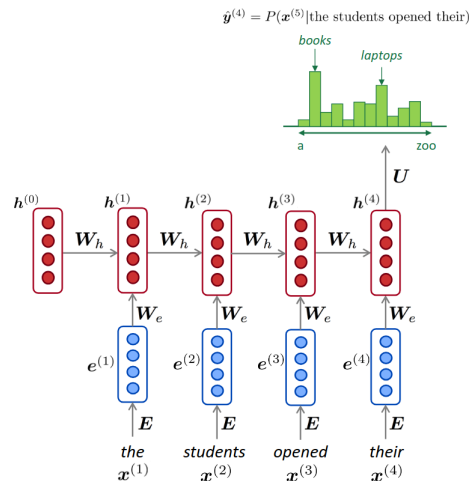 ŷ⁽⁴⁾ = P(x⁽⁵⁾|the students opened their)
books
laptops
a zoo
U
h⁽⁰⁾ h⁽¹⁾ h⁽²⁾ h⁽³⁾ h⁽⁴⁾
W_h W_h W_h W_h
W_e W_e W_e W_e
e⁽¹⁾ e⁽²⁾ e⁽³⁾ e⁽⁴⁾
E E E E
the students opened their
x⁽¹⁾ x⁽²⁾ x⁽³⁾ x⁽⁴⁾